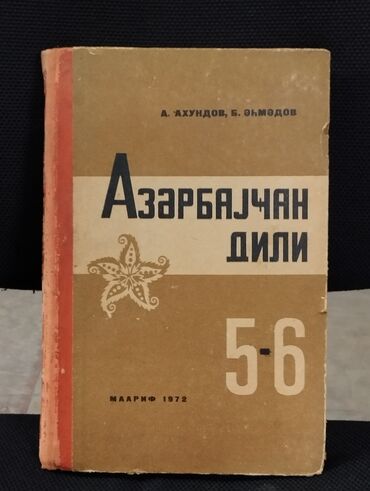 А. АХУНДОВ, Б. ӘҺМӘДОВ
АЗӘРБАЈҸАН
ДИЛИ
5-6
МААРИФ 1972